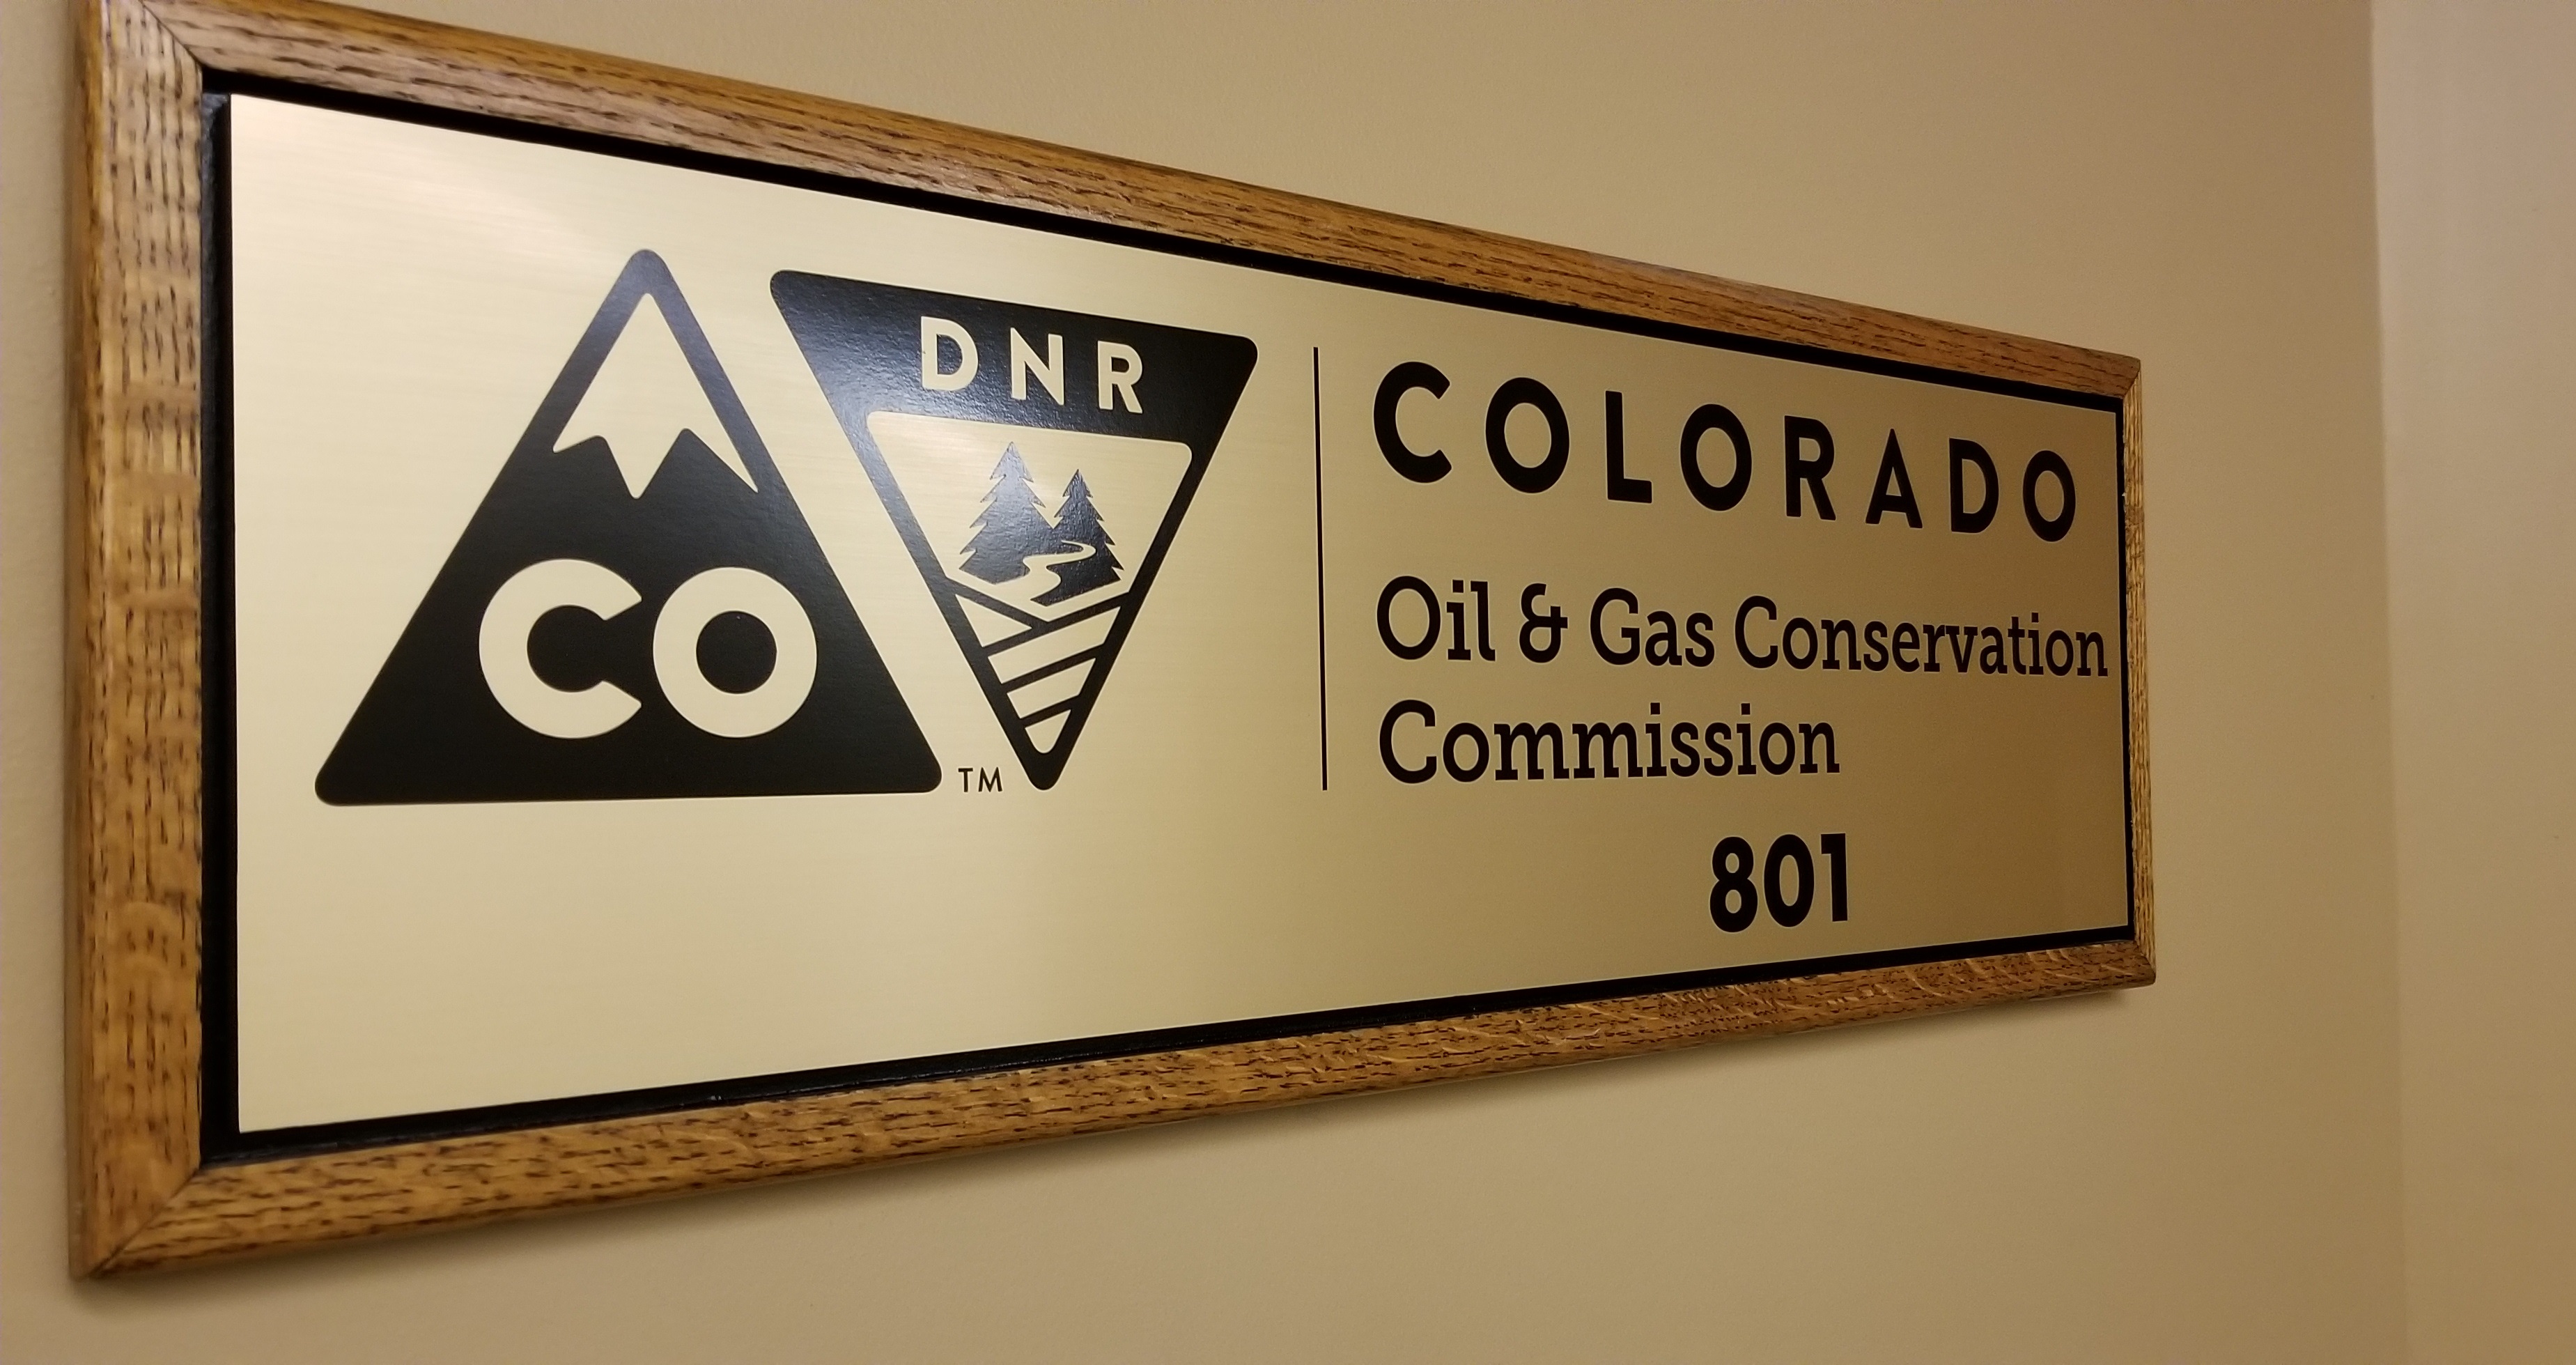 CO
TM
DNR
COLORADO
Oil & Gas Conservation
Commission
801